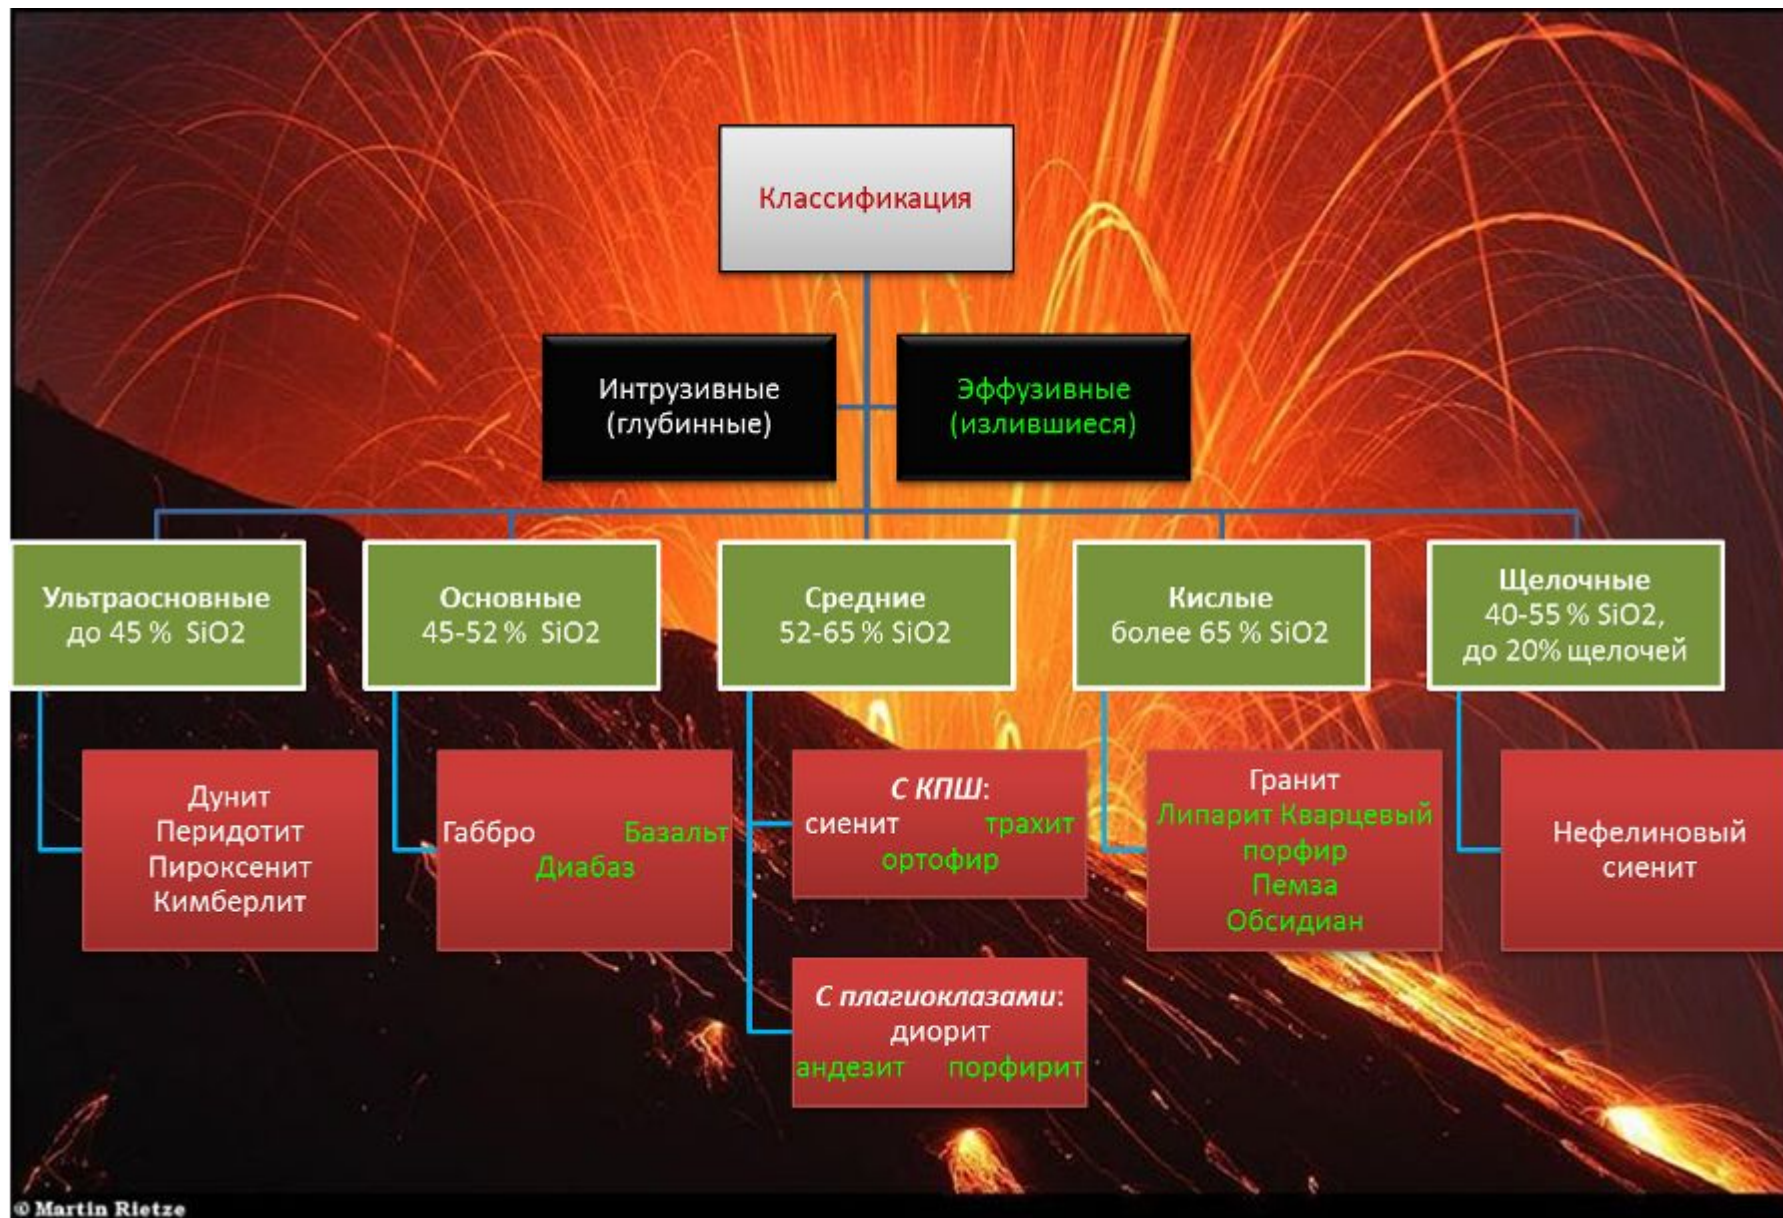 Классификация
Интрузивные
(глубинные)
Эффузивные
(излившиеся)
Ультраосновные
до 45 % SiO2
Основные
45-52 % SiO2
Средние
52-65 % SiO2
Кислые
более 65 % SiO2
Щелочные
40-55 % SiO2,
до 20% щелочей
Дунит
Перидотит
Пироксенит
Кимберлит
Габбро Базальт
Диабаз
С КПШ:
сиенит трахит
ортофир
С плагиоклазами:
диорит
андезит порфирит
Гранит
Липарит Кварцевый
порфир
Пемза
Обсидиан
Нефелиновый
сиенит
© Martin Rietze